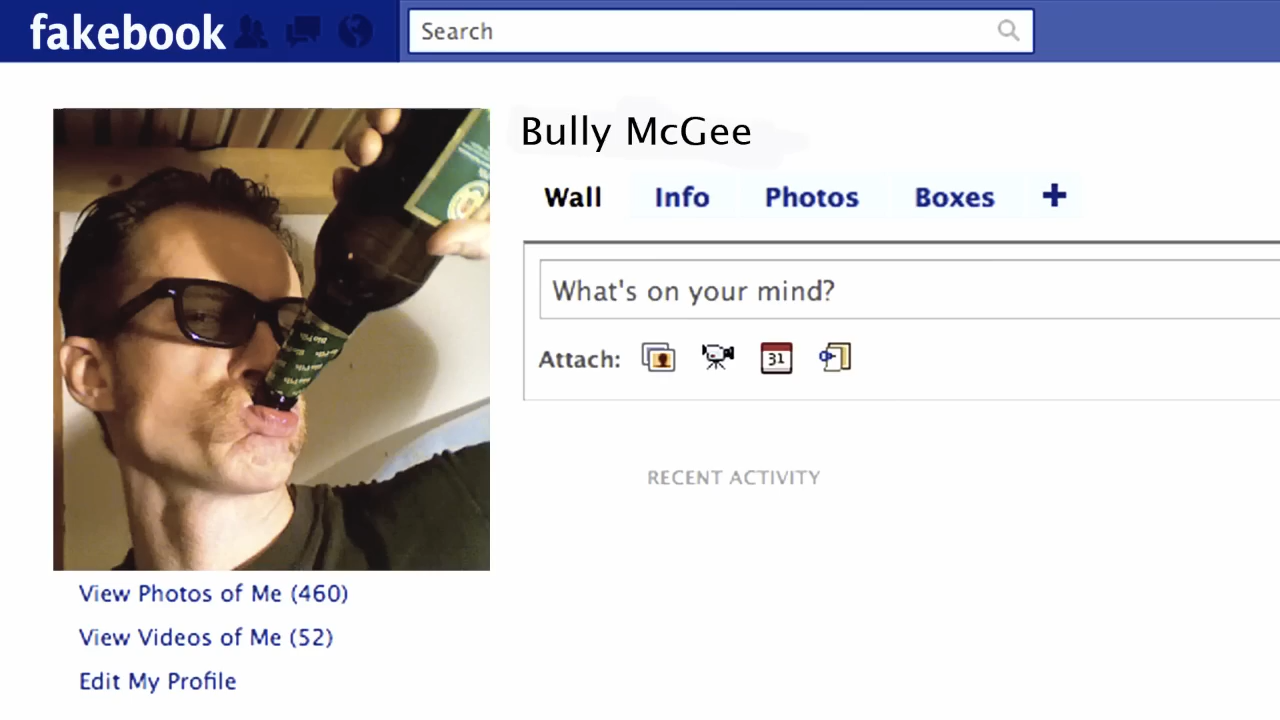 fakebook
Search
Bully McGee
Wall Info Photos Boxes +
What's on your mind?
Attach: 31
RECENT ACTIVITY
View Photos of Me (460)
View Videos of Me (52)
Edit My Profile